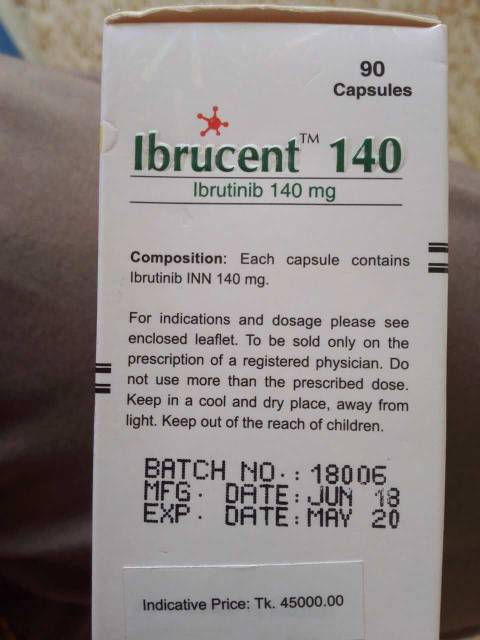 90
Capsules
Ibrucent™ 140
Ibrutinib 140 mg
Composition: Each capsule contains
Ibrutinib INN 140 mg.
For indications and dosage please see
enclosed leaflet. To be sold only on the
prescription of a registered physician. Do
not use more than the prescribed dose.
Keep in a cool and dry place, away from
light. Keep out of the reach of children.
BATCH NO.: 18006
MFG. DATE: JUN 18
EXP. DATE: MAY 20
Indicative Price: Tk. 45000.00